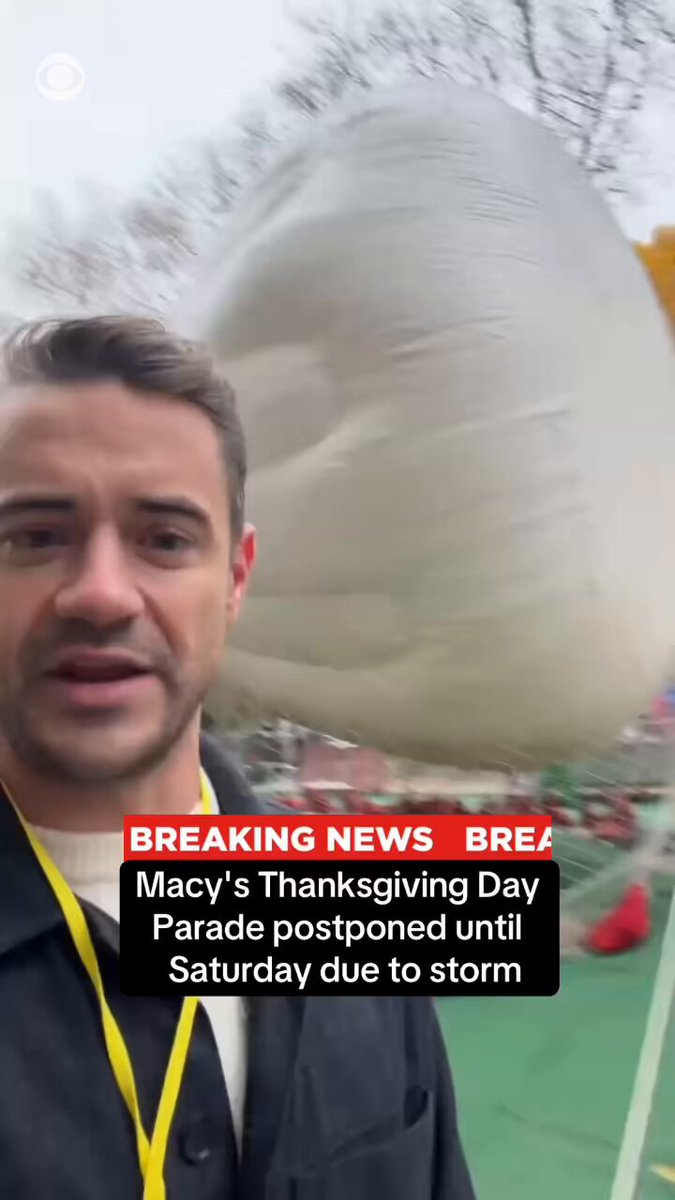 BREAKING NEWS BREA
Macy's Thanksgiving Day
Parade postponed until
Saturday due to storm